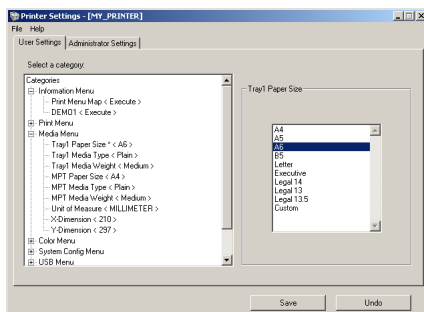 Printer Settings - [MY_PRINTER]
File Help
User Settings Administrator Settings
Select a category:
Categories
Information Menu
Print Menu Map < Execute >
DEMO1 < Execute >
Print Menu
Media Menu
Tray1 Paper Size * < A6 >
Tray1 Media Type < Plain >
Tray1 Media Weight < Medium >
MPT Paper Size < A4 >
MPT Media Type < Plain >
MPT Media Weight < Medium >
Unit of Measure < MILLIMETER >
X-Dimension < 210 >
Y-Dimension < 297 >
Color Menu
System Config Menu
USB Menu
Tray1 Paper Size
A4
A5
A6
B5
Letter
Executive
Legal 14
Legal 13
Legal 13.5
Custom
Save Undo